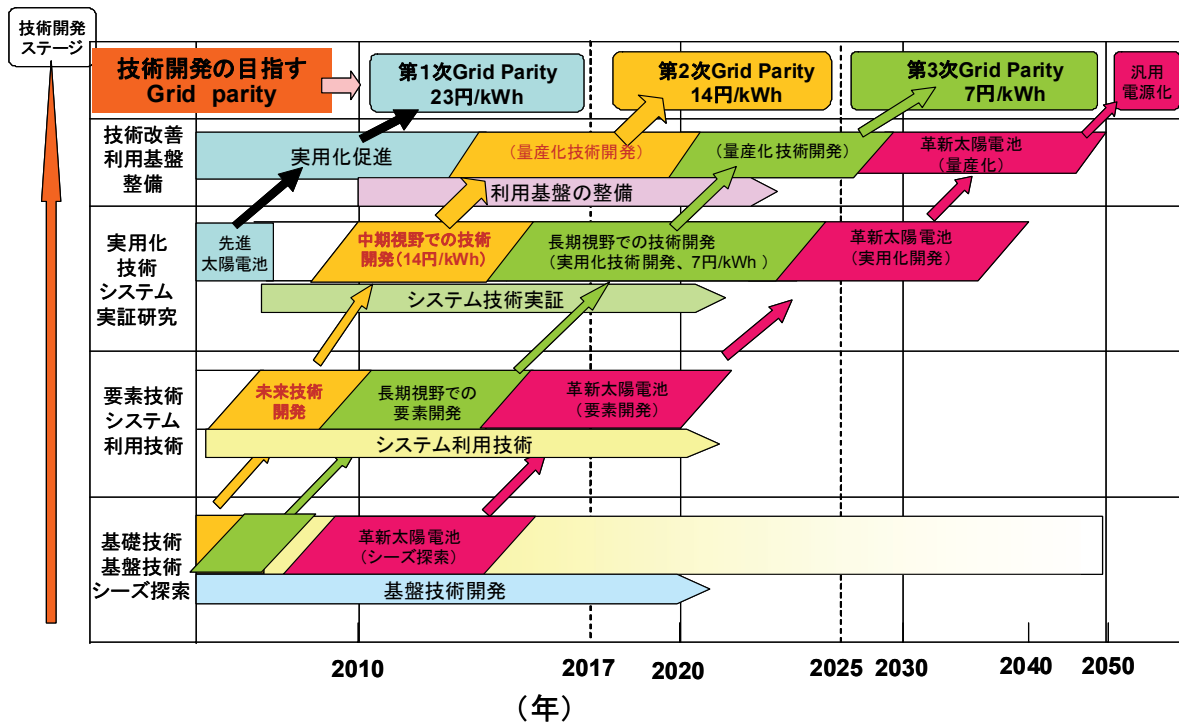 技術開発
ステージ
技術開発の目指す
Grid parity
第1次Grid Parity
23円/kWh
第2次Grid Parity
14円/kWh
第3次Grid Parity
7円/kWh
汎用
電源化
技術改善
利用基盤
整備
実用化促進
(量産化技術開発)
(量産化技術開発)
革新太陽電池
(量産化)
利用基盤の整備
実用化
技術
システム
実証研究
先進
太陽電池
中期視野での技術
開発(14円/kWh)
長期視野での技術開発
(実用化技術開発、7円/kWh )
革新太陽電池
(実用化開発)
システム技術実証
要素技術
システム
利用技術
未来技術
開発
長期視野での
要素開発
革新太陽電池
(要素開発)
システム利用技術
基礎技術
基盤技術
シーズ探索
革新太陽電池
(シーズ探索)
基盤技術開発
2010
2017
2020
2025
2030
2040
2050
(年)